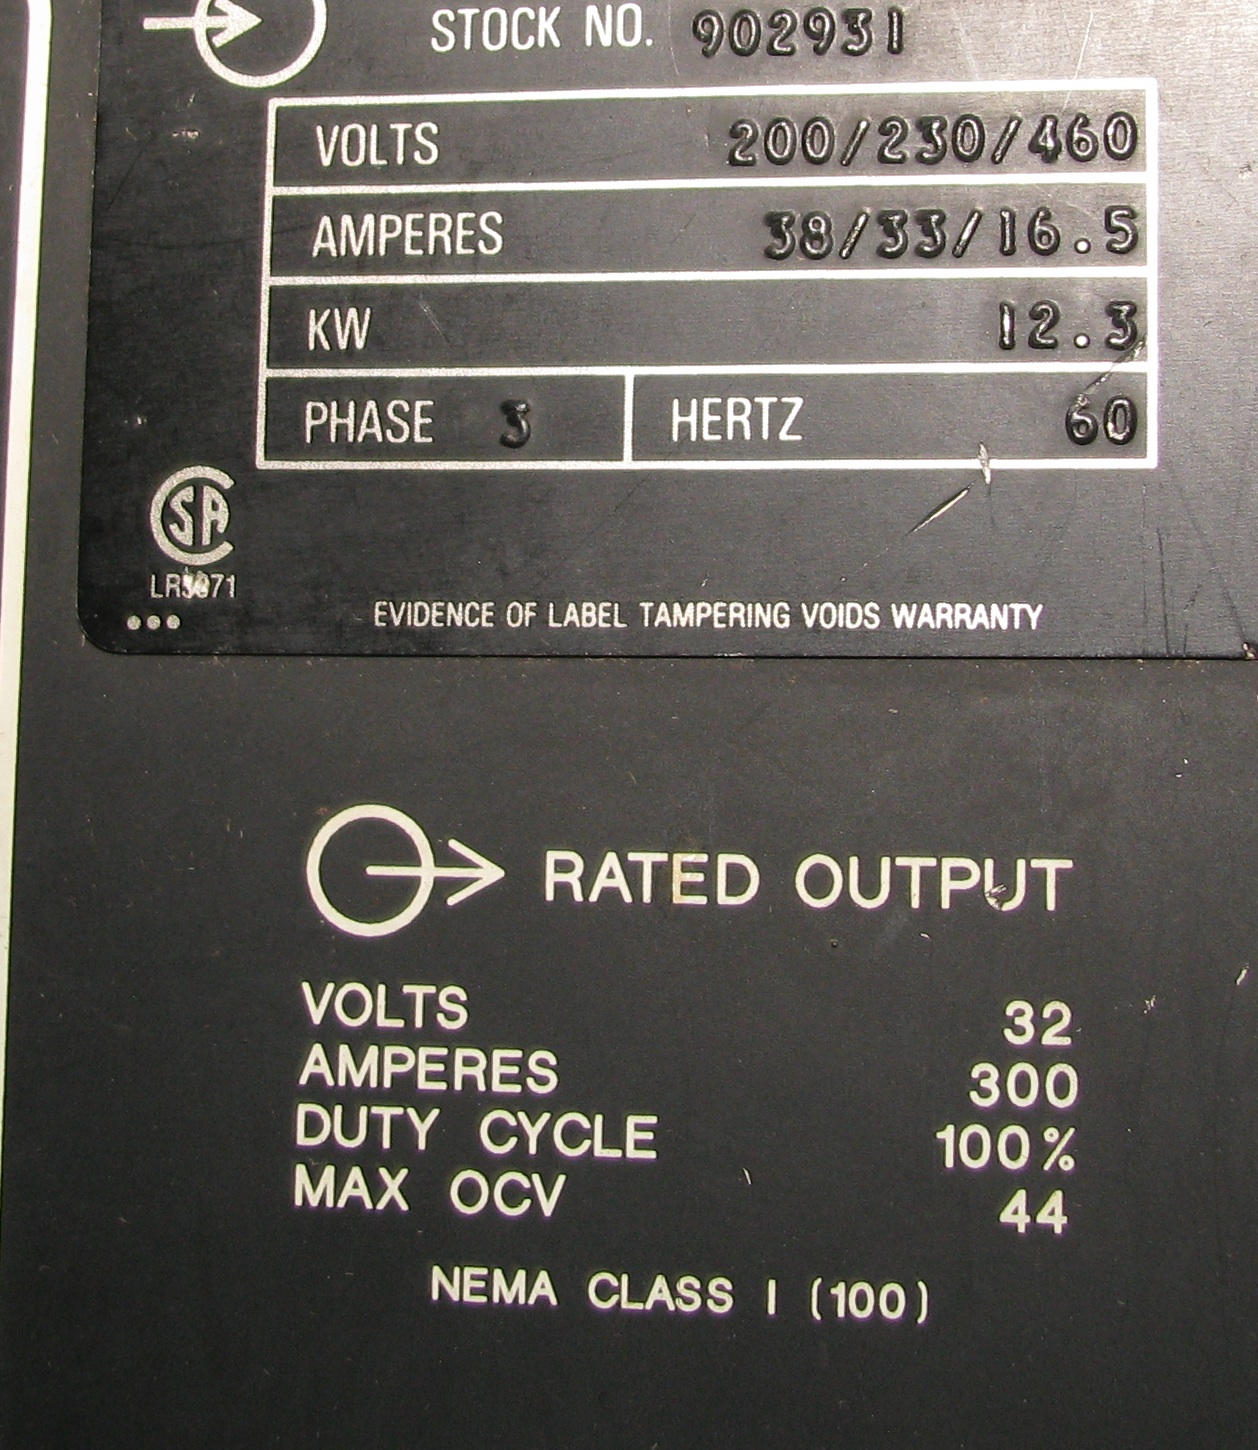 STOCK NO. 902931
VOLTS 200/230/460
AMPERES 38/33/16.5
KW 12.3
PHASE 3 HERTZ 60
SA
EVIDENCE OF LABEL TAMPERING VOIDS WARRANTY
RATED OUTPUT
VOLTS 32
AMPERES 300
DUTY CYCLE 100%
MAX OCV 44
NEMA CLASS I (100)